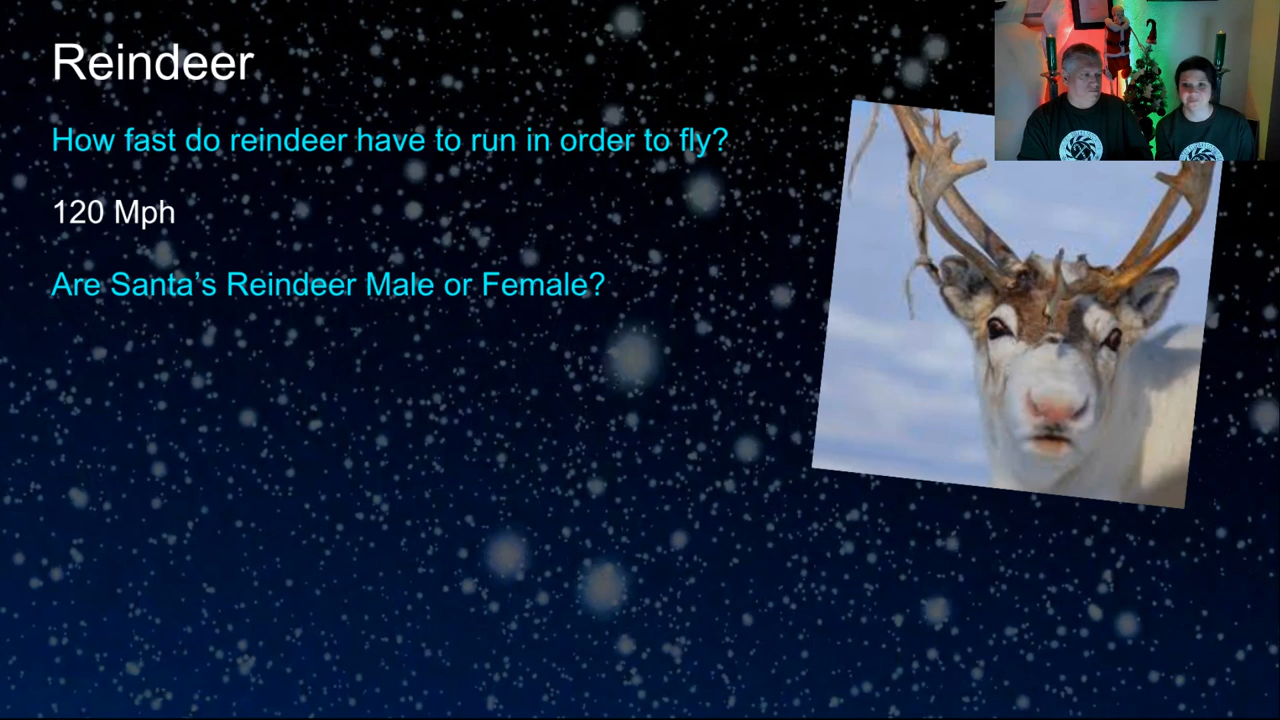 Reindeer
How fast do reindeer have to run in order to fly?
120 Mph
Are Santa’s Reindeer Male or Female?